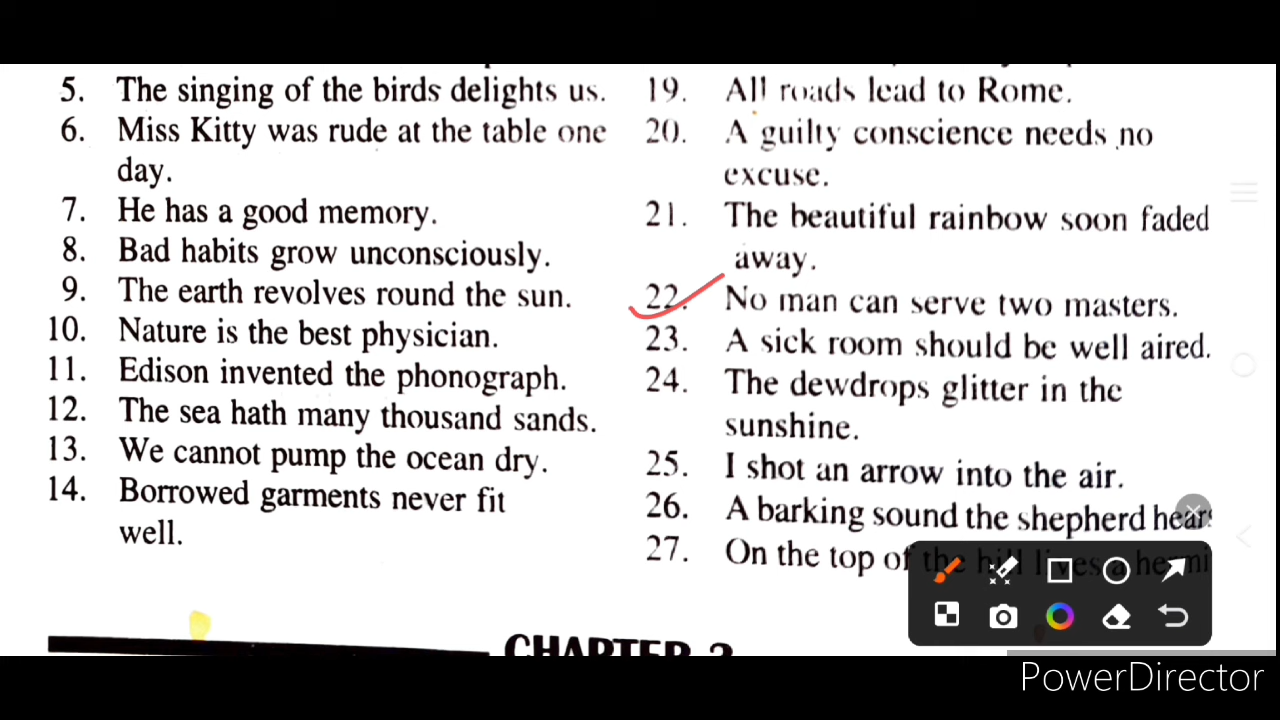 5. The singing of the birds delights us.
6. Miss Kitty was rude at the table one
day.
7. He has a good memory.
8. Bad habits grow unconsciously.
9. The earth revolves round the sun.
10. Nature is the best physician.
11. Edison invented the phonograph.
12. The sea hath many thousand sands.
13. We cannot pump the ocean dry.
14. Borrowed garments never fit
well.
19. All roads lead to Rome.
20. A guilty conscience needs no
excuse.
21. The beautiful rainbow soon faded
away.
22. No man can serve two masters.
23. A sick room should be well aired.
24. The dewdrops glitter in the
sunshine.
25. I shot an arrow into the air.
26. A barking sound the shepherd hears
27. On the top of the hill lives a hermi
CHAPTER 2
PowerDirector